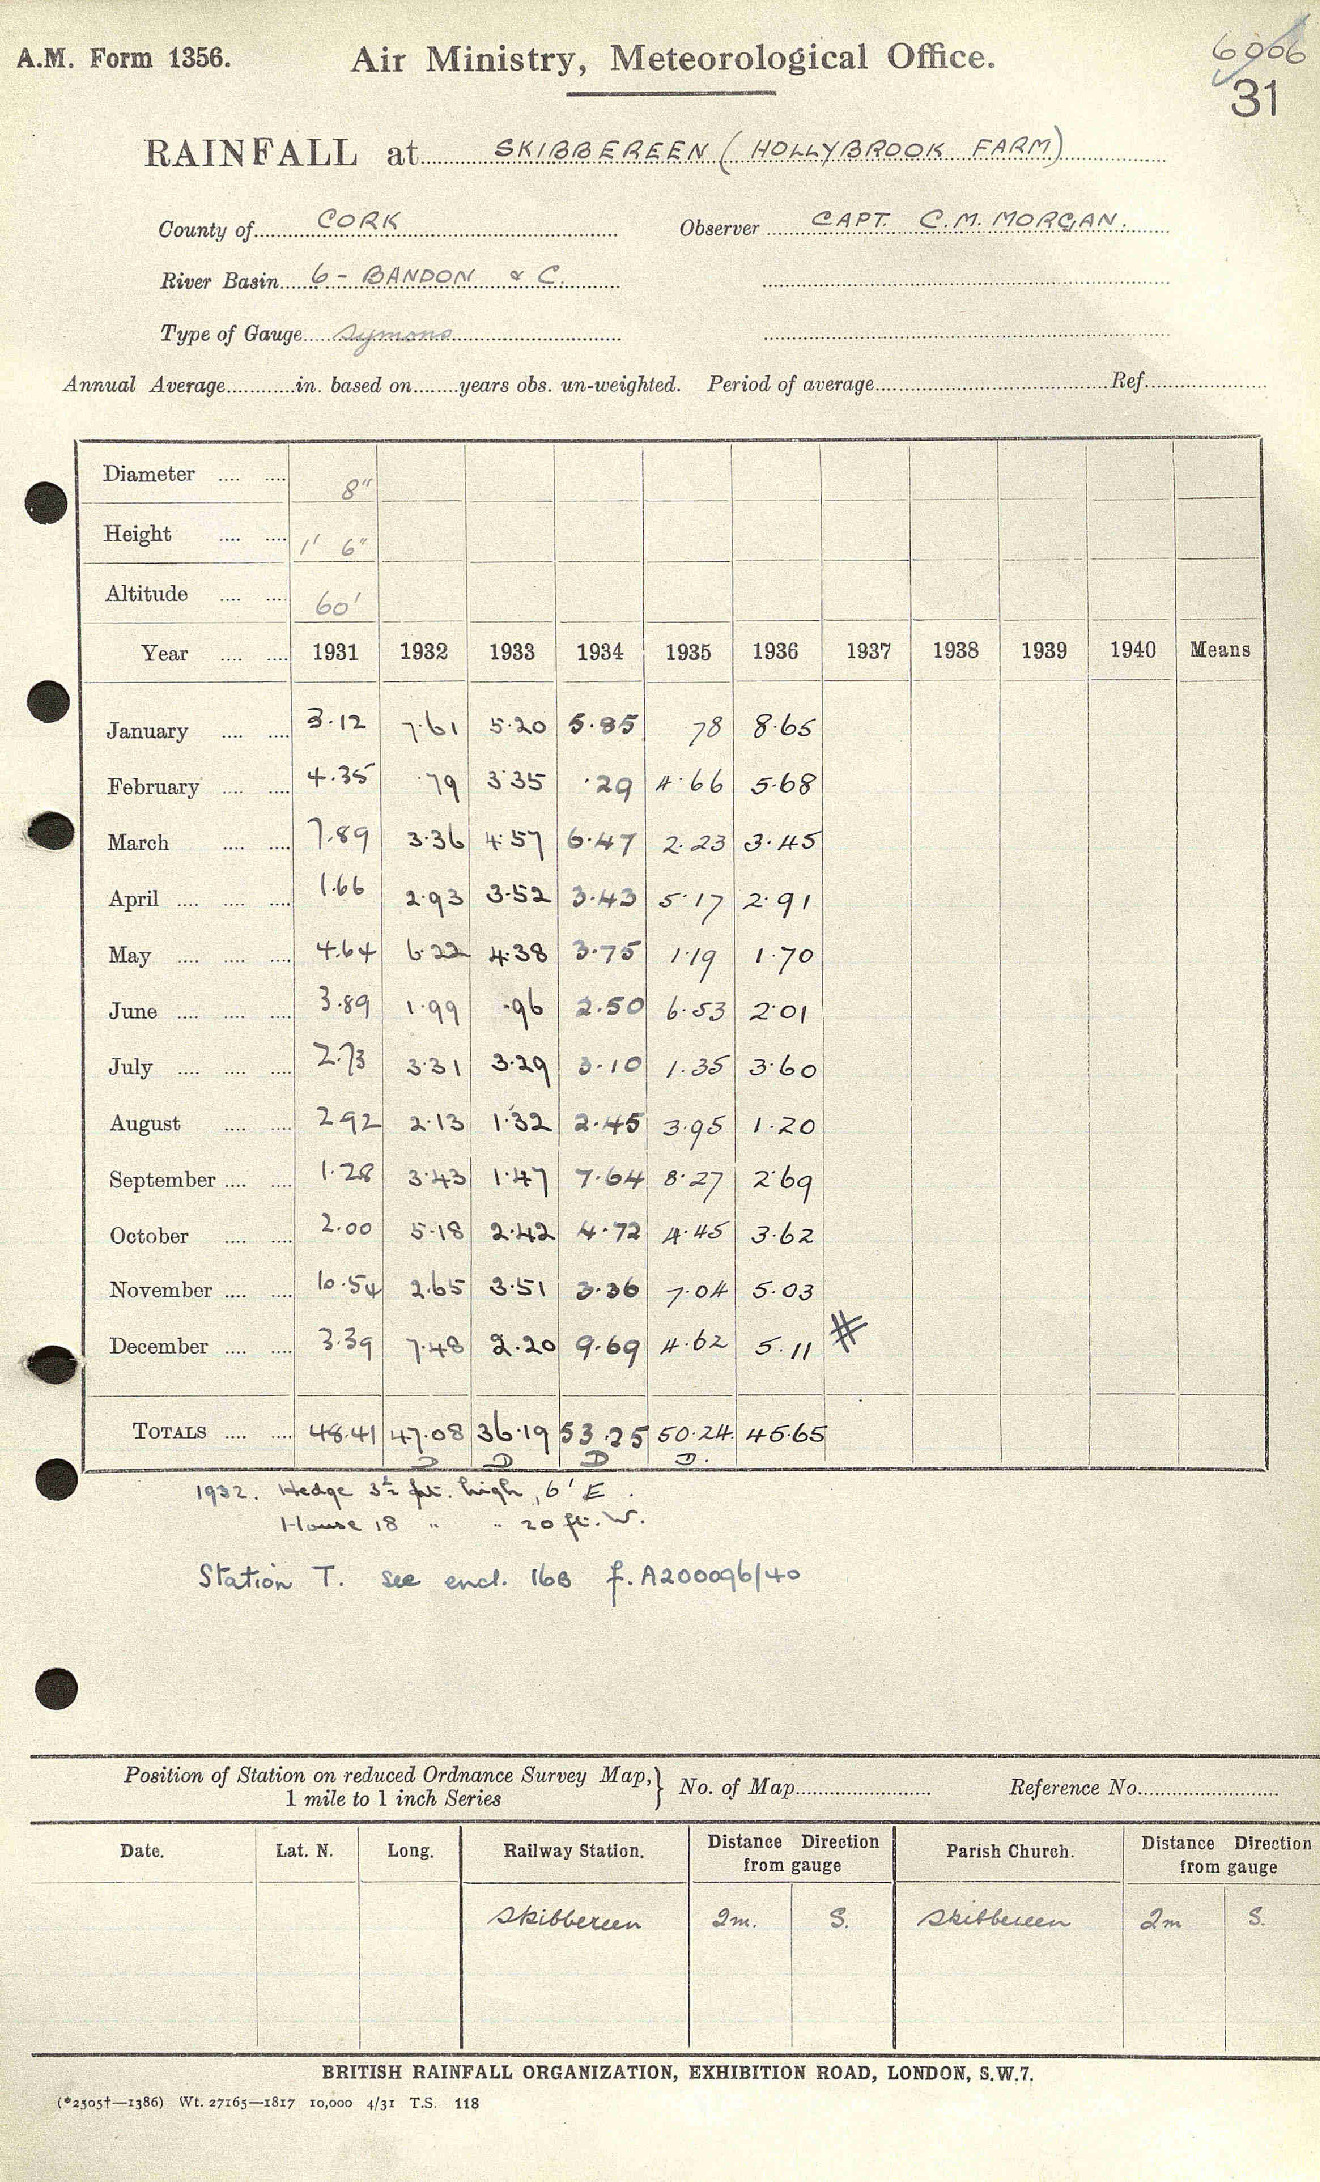 A.M. Form 1356.
Air Ministry, Meteorological Office.
6006
31
RAINFALL at SKIBBEREEN (HOLLYBROOK FARM)
County of CORK Observer CAPT. C.M. MORGAN.
River Basin 6 - BANDON & C.
Type of Gauge Symons
Annual Average in. based on years obs. un-weighted. Period of average Ref.
Diameter 8"
Height 1' 6"
Altitude 60'
Year 1931 1932 1933 1934 1935 1936 1937 1938 1939 1940 Means
January 3.12 7.61 5.20 5.85 78 8.65
February 4.35 .79 3.35 .29 4.66 5.68
March 7.89 3.36 4.57 6.47 2.23 3.45
April 1.66 2.93 3.52 3.43 5.17 2.91
May 4.64 6.22 4.38 3.75 1.19 1.70
June 3.89 1.99 .96 2.50 6.53 2.01
July 2.73 3.31 3.29 3.10 1.35 3.60
August 2.92 2.13 1.32 2.45 3.95 1.20
September 1.28 3.43 1.47 7.64 8.27 2.69
October 2.00 5.18 2.42 4.72 4.45 3.62
November 10.54 2.65 3.51 3.36 7.04 5.03
December 3.39 7.48 2.20 9.69 4.62 5.11 #
TOTALS 48.41 47.08 36.19 53.25 50.24 45.65
D D D D.
1932. Hedge 3½ ft. high, 6' E.
House 18 " " 20 ft. W.
Station T. see encl. 16B f. A200096/40
Position of Station on reduced Ordnance Survey Map, } No. of Map Reference No.
1 mile to 1 inch Series
Date. Lat. N. Long. Railway Station. Distance Direction from gauge Parish Church. Distance Direction from gauge
Skibbereen 2m. S. Skibbereen 2m S.
BRITISH RAINFALL ORGANIZATION, EXHIBITION ROAD, LONDON, S.W.7.
(*2505†—1386) Wt. 27165—1817 10,000 4/31 T.S. 118